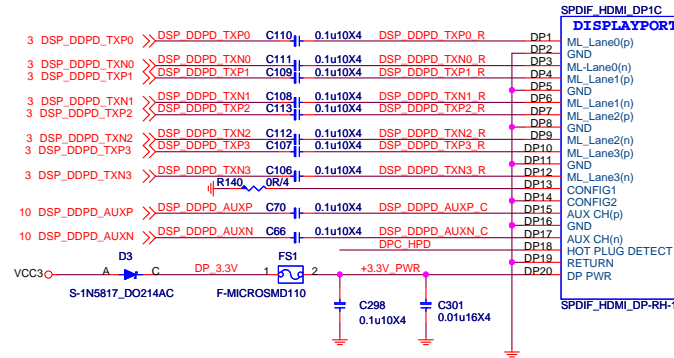 SPDIF_HDMI_DP1C
DISPLAYPORT
3 DSP_DDPD_TXP0 DSP_DDPD_TXP0 C110 0.1u10X4 DSP_DDPD_TXP0_R DP1 ML_Lane0(p)
DP2 GND
3 DSP_DDPD_TXN0 DSP_DDPD_TXN0 C111 0.1u10X4 DSP_DDPD_TXN0_R DP3 ML-Lane0(n)
3 DSP_DDPD_TXP1 DSP_DDPD_TXP1 C109 0.1u10X4 DSP_DDPD_TXP1_R DP4 ML_Lane1(p)
DP5 GND
3 DSP_DDPD_TXN1 DSP_DDPD_TXN1 C108 0.1u10X4 DSP_DDPD_TXN1_R DP6 ML_Lane1(n)
3 DSP_DDPD_TXP2 DSP_DDPD_TXP2 C113 0.1u10X4 DSP_DDPD_TXP2_R DP7 ML_Lane2(p)
DP8 GND
3 DSP_DDPD_TXN2 DSP_DDPD_TXN2 C112 0.1u10X4 DSP_DDPD_TXN2_R DP9 ML_Lane2(n)
3 DSP_DDPD_TXP3 DSP_DDPD_TXP3 C107 0.1u10X4 DSP_DDPD_TXP3_R DP10 ML_Lane3(p)
DP11 GND
3 DSP_DDPD_TXN3 DSP_DDPD_TXN3 C106 0.1u10X4 DSP_DDPD_TXN3_R DP12 ML_Lane3(n)
R140 0R/4 DP13 CONFIG1
DP14 CONFIG2
10 DSP_DDPD_AUXP DSP_DDPD_AUXP C70 0.1u10X4 DSP_DDPD_AUXP_C DP15 AUX CH(p)
DP16 GND
10 DSP_DDPD_AUXN DSP_DDPD_AUXN C66 0.1u10X4 DSP_DDPD_AUXN_C DP17 AUX CH(n)
DPC_HPD DP18 HOT PLUG DETECT
DP19 RETURN
D3 FS1
VCC3 A C DP_3.3V 1 2 +3.3V_PWR DP20 DP PWR
S-1N5817_DO214AC F-MICROSMD110 SPDIF_HDMI_DP-RH-1
C298 C301
0.1u10X4 0.01u16X4